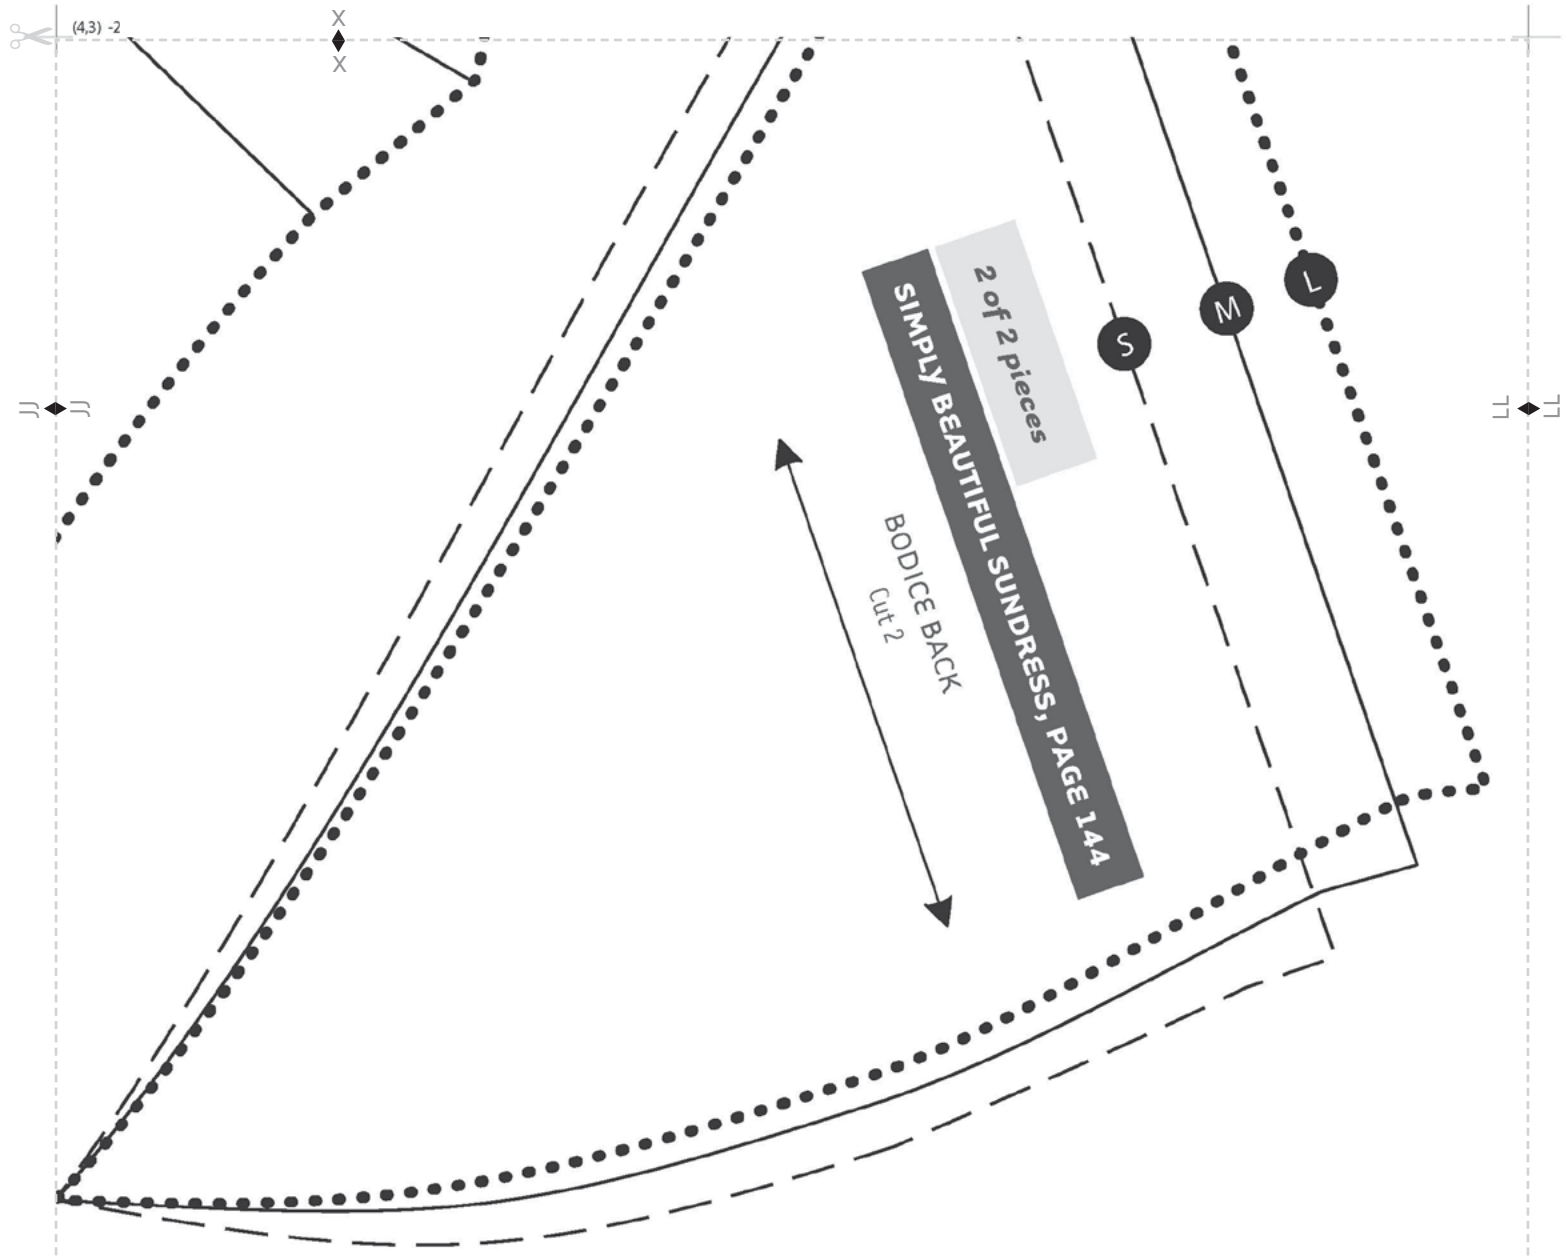 (4,3) -2
X
X
2 of 2 pieces
SIMPLY BEAUTIFUL SUNDRESS, PAGE 144
S
M
L
JJ
JJ
LL
LL
BODICE BACK
Cut 2